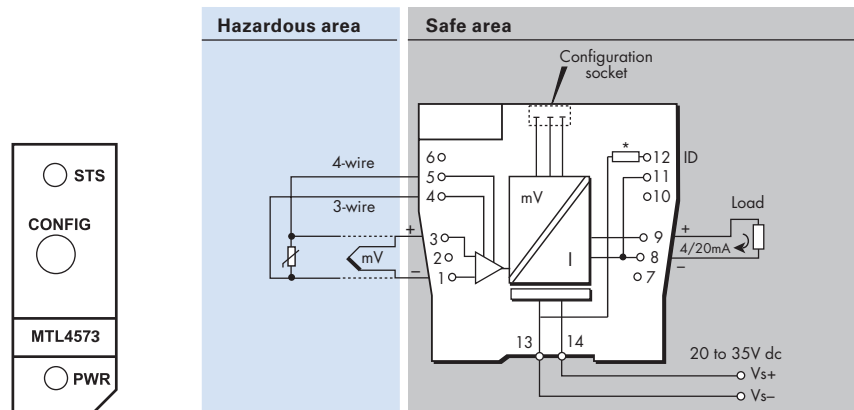 STS
CONFIG
MTL4573
PWR
Hazardous area
Safe area
Configuration
socket
4-wire
3-wire
6
5
4
3
2
1
+
mV
–
mV
I
*
12 ID
11
10
9
8
7
Load
+
4/20mA
–
13 14
20 to 35V dc
Vs+
Vs–